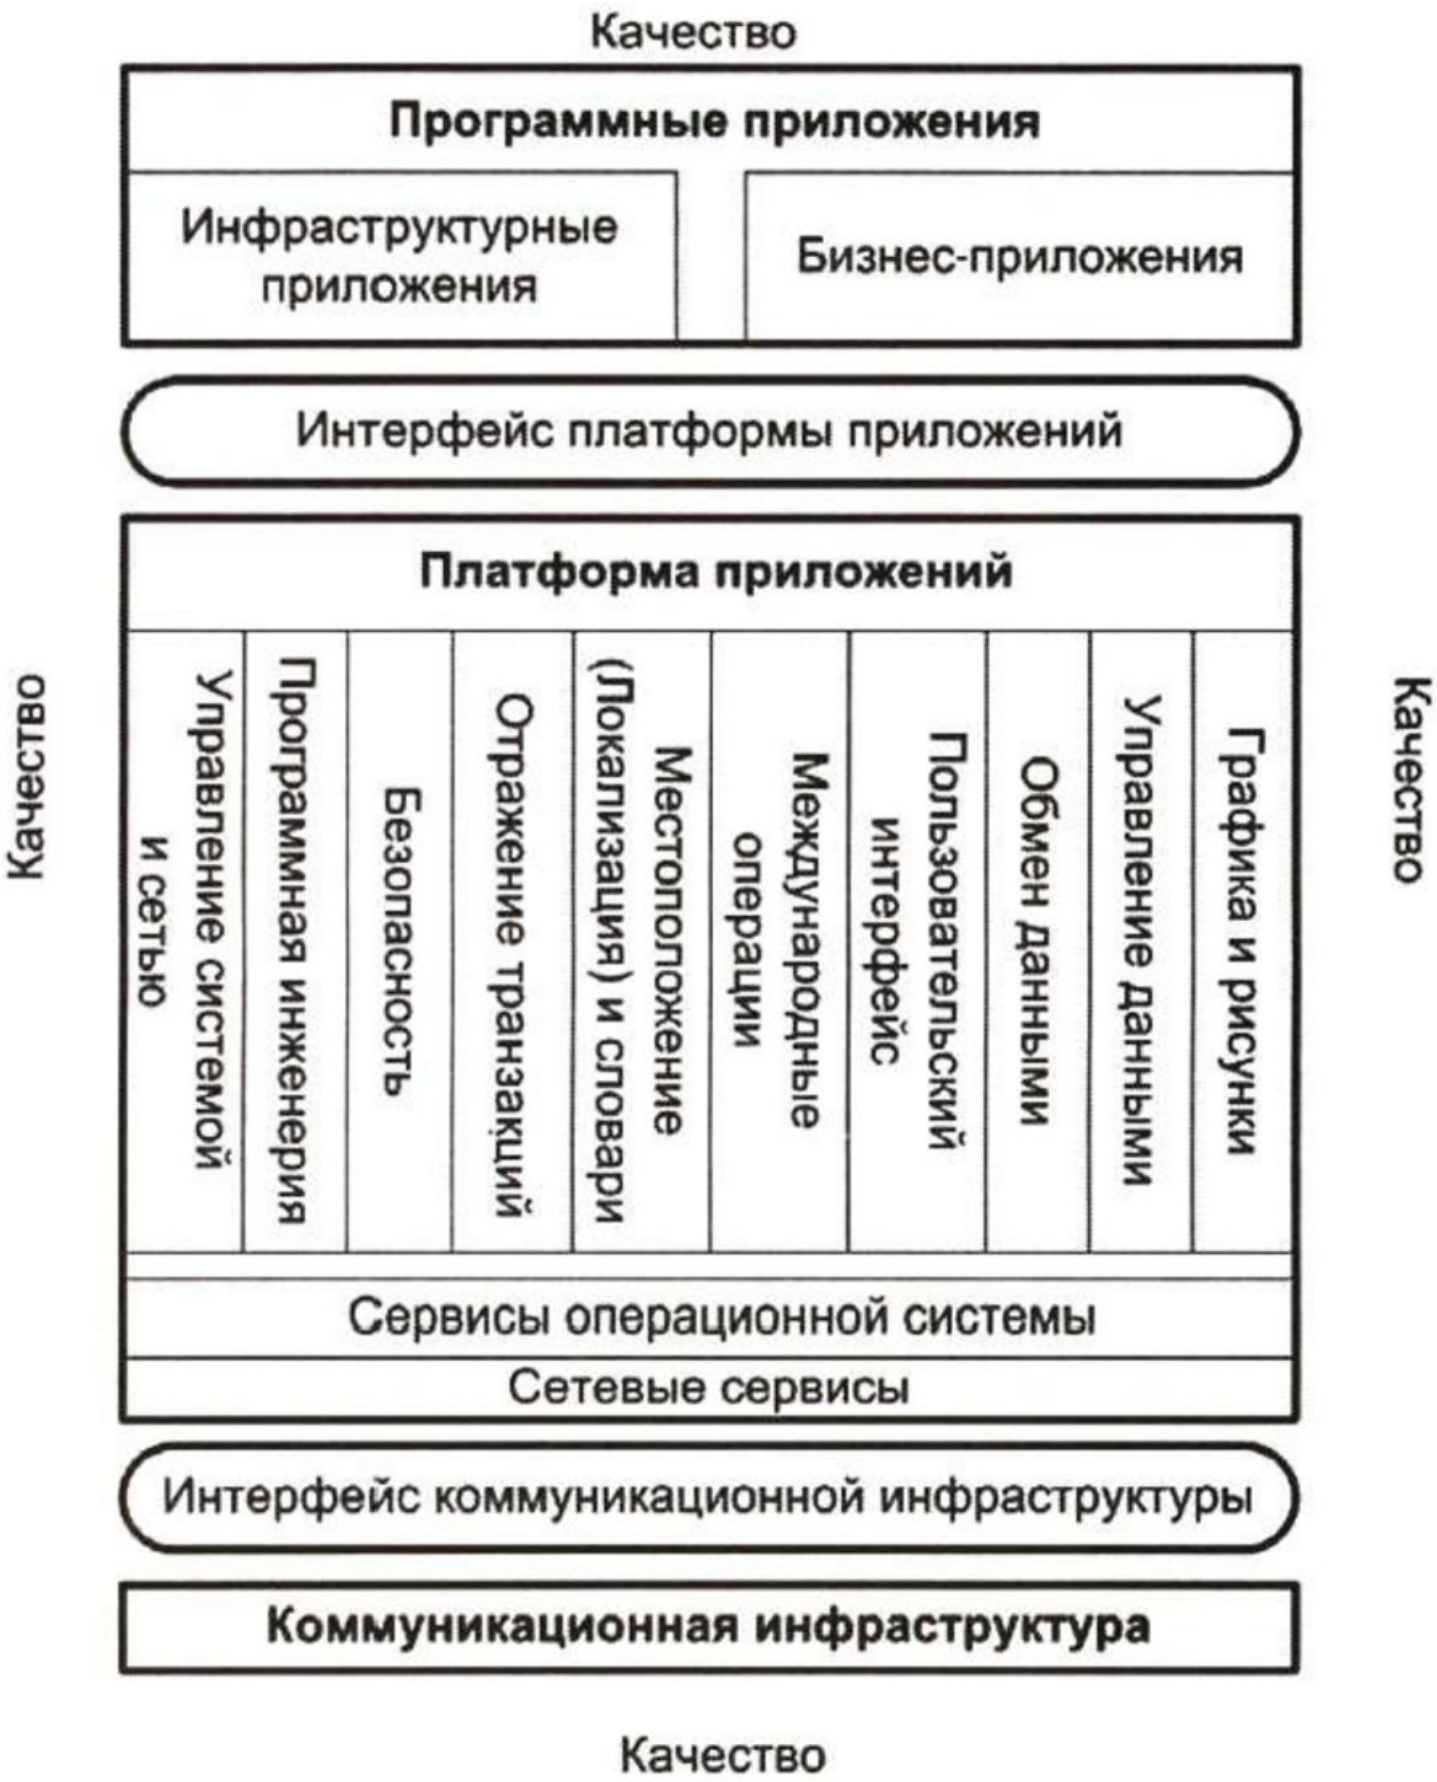 Качество
Программные приложения
Инфраструктурные
приложения
Бизнес-приложения
Интерфейс платформы приложений
Платформа приложений
Качество
Управление системой
и сетью
Программная инженерия
Безопасность
Отражение транзакций
Местоположение
(Локализация) и словари
Международные
операции
Пользовательский
интерфейс
Обмен данными
Управление данными
Графика и рисунки
Качество
Сервисы операционной системы
Сетевые сервисы
Интерфейс коммуникационной инфраструктуры
Коммуникационная инфраструктура
Качество